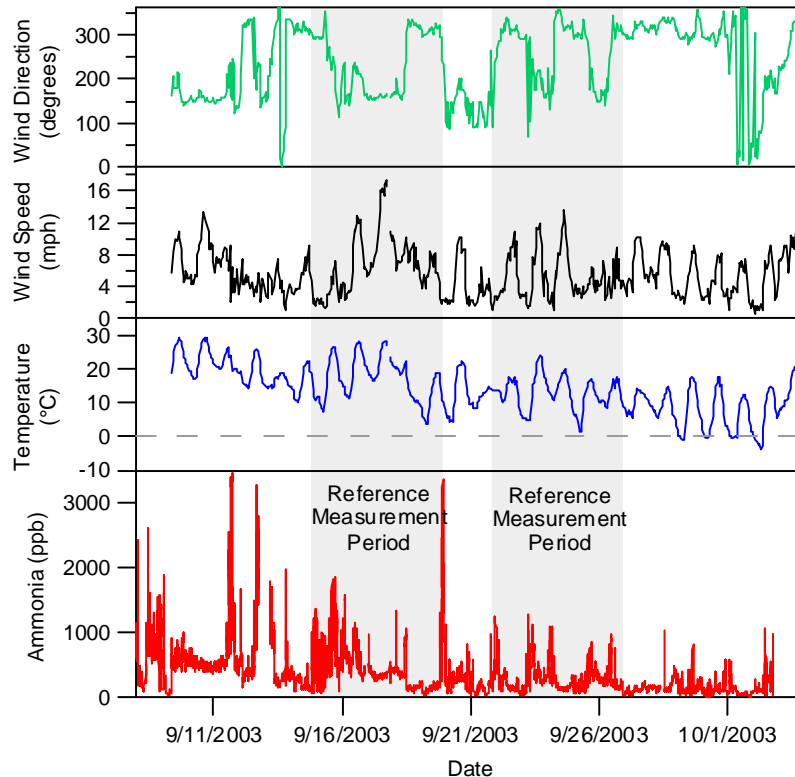 Wind Direction
(degrees)
300
200
100
0
Wind Speed
(mph)
16
12
8
4
0
Temperature
(°C)
30
20
10
0
-10
Ammonia (ppb)
3000
2000
1000
0
Reference
Measurement
Period
Reference
Measurement
Period
9/11/2003
9/16/2003
9/21/2003
9/26/2003
10/1/2003
Date